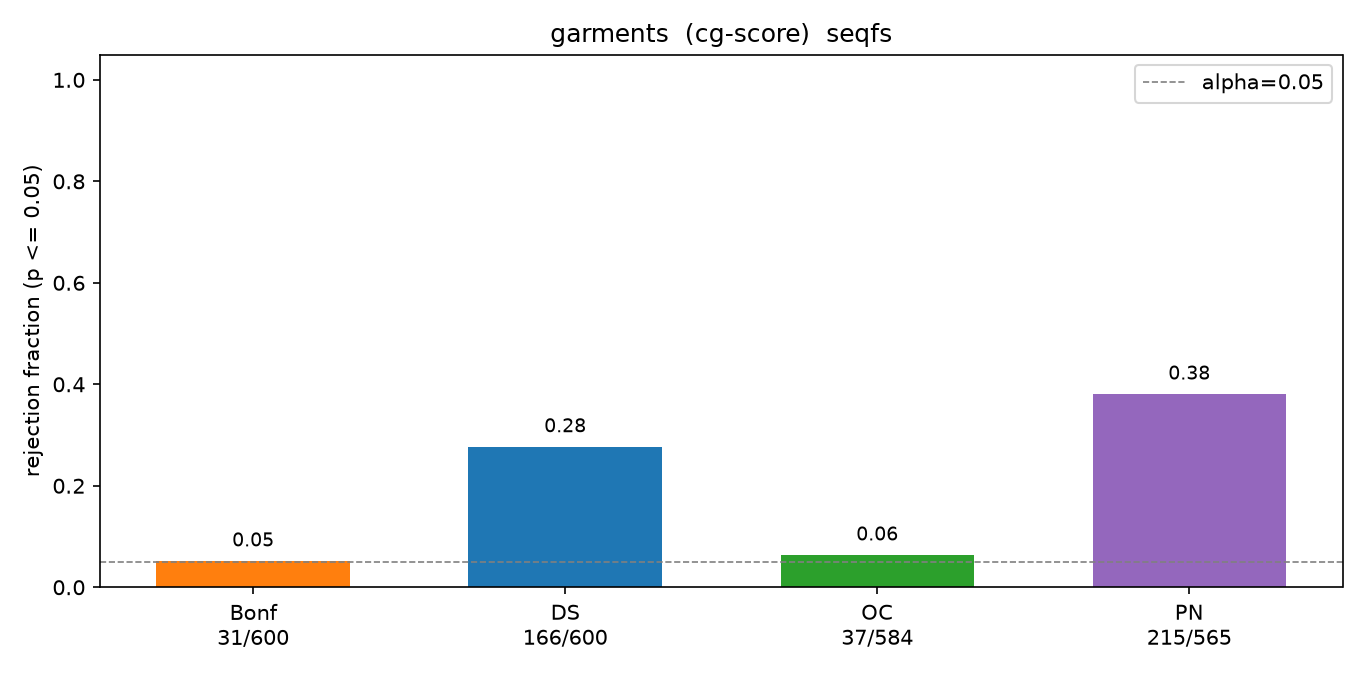 garments  (cg-score)  seqfs
alpha=0.05
rejection fraction (p <= 0.05)
1.0
0.8
0.6
0.4
0.2
0.0
0.05
0.28
0.06
0.38
Bonf
31/600
DS
166/600
OC
37/584
PN
215/565